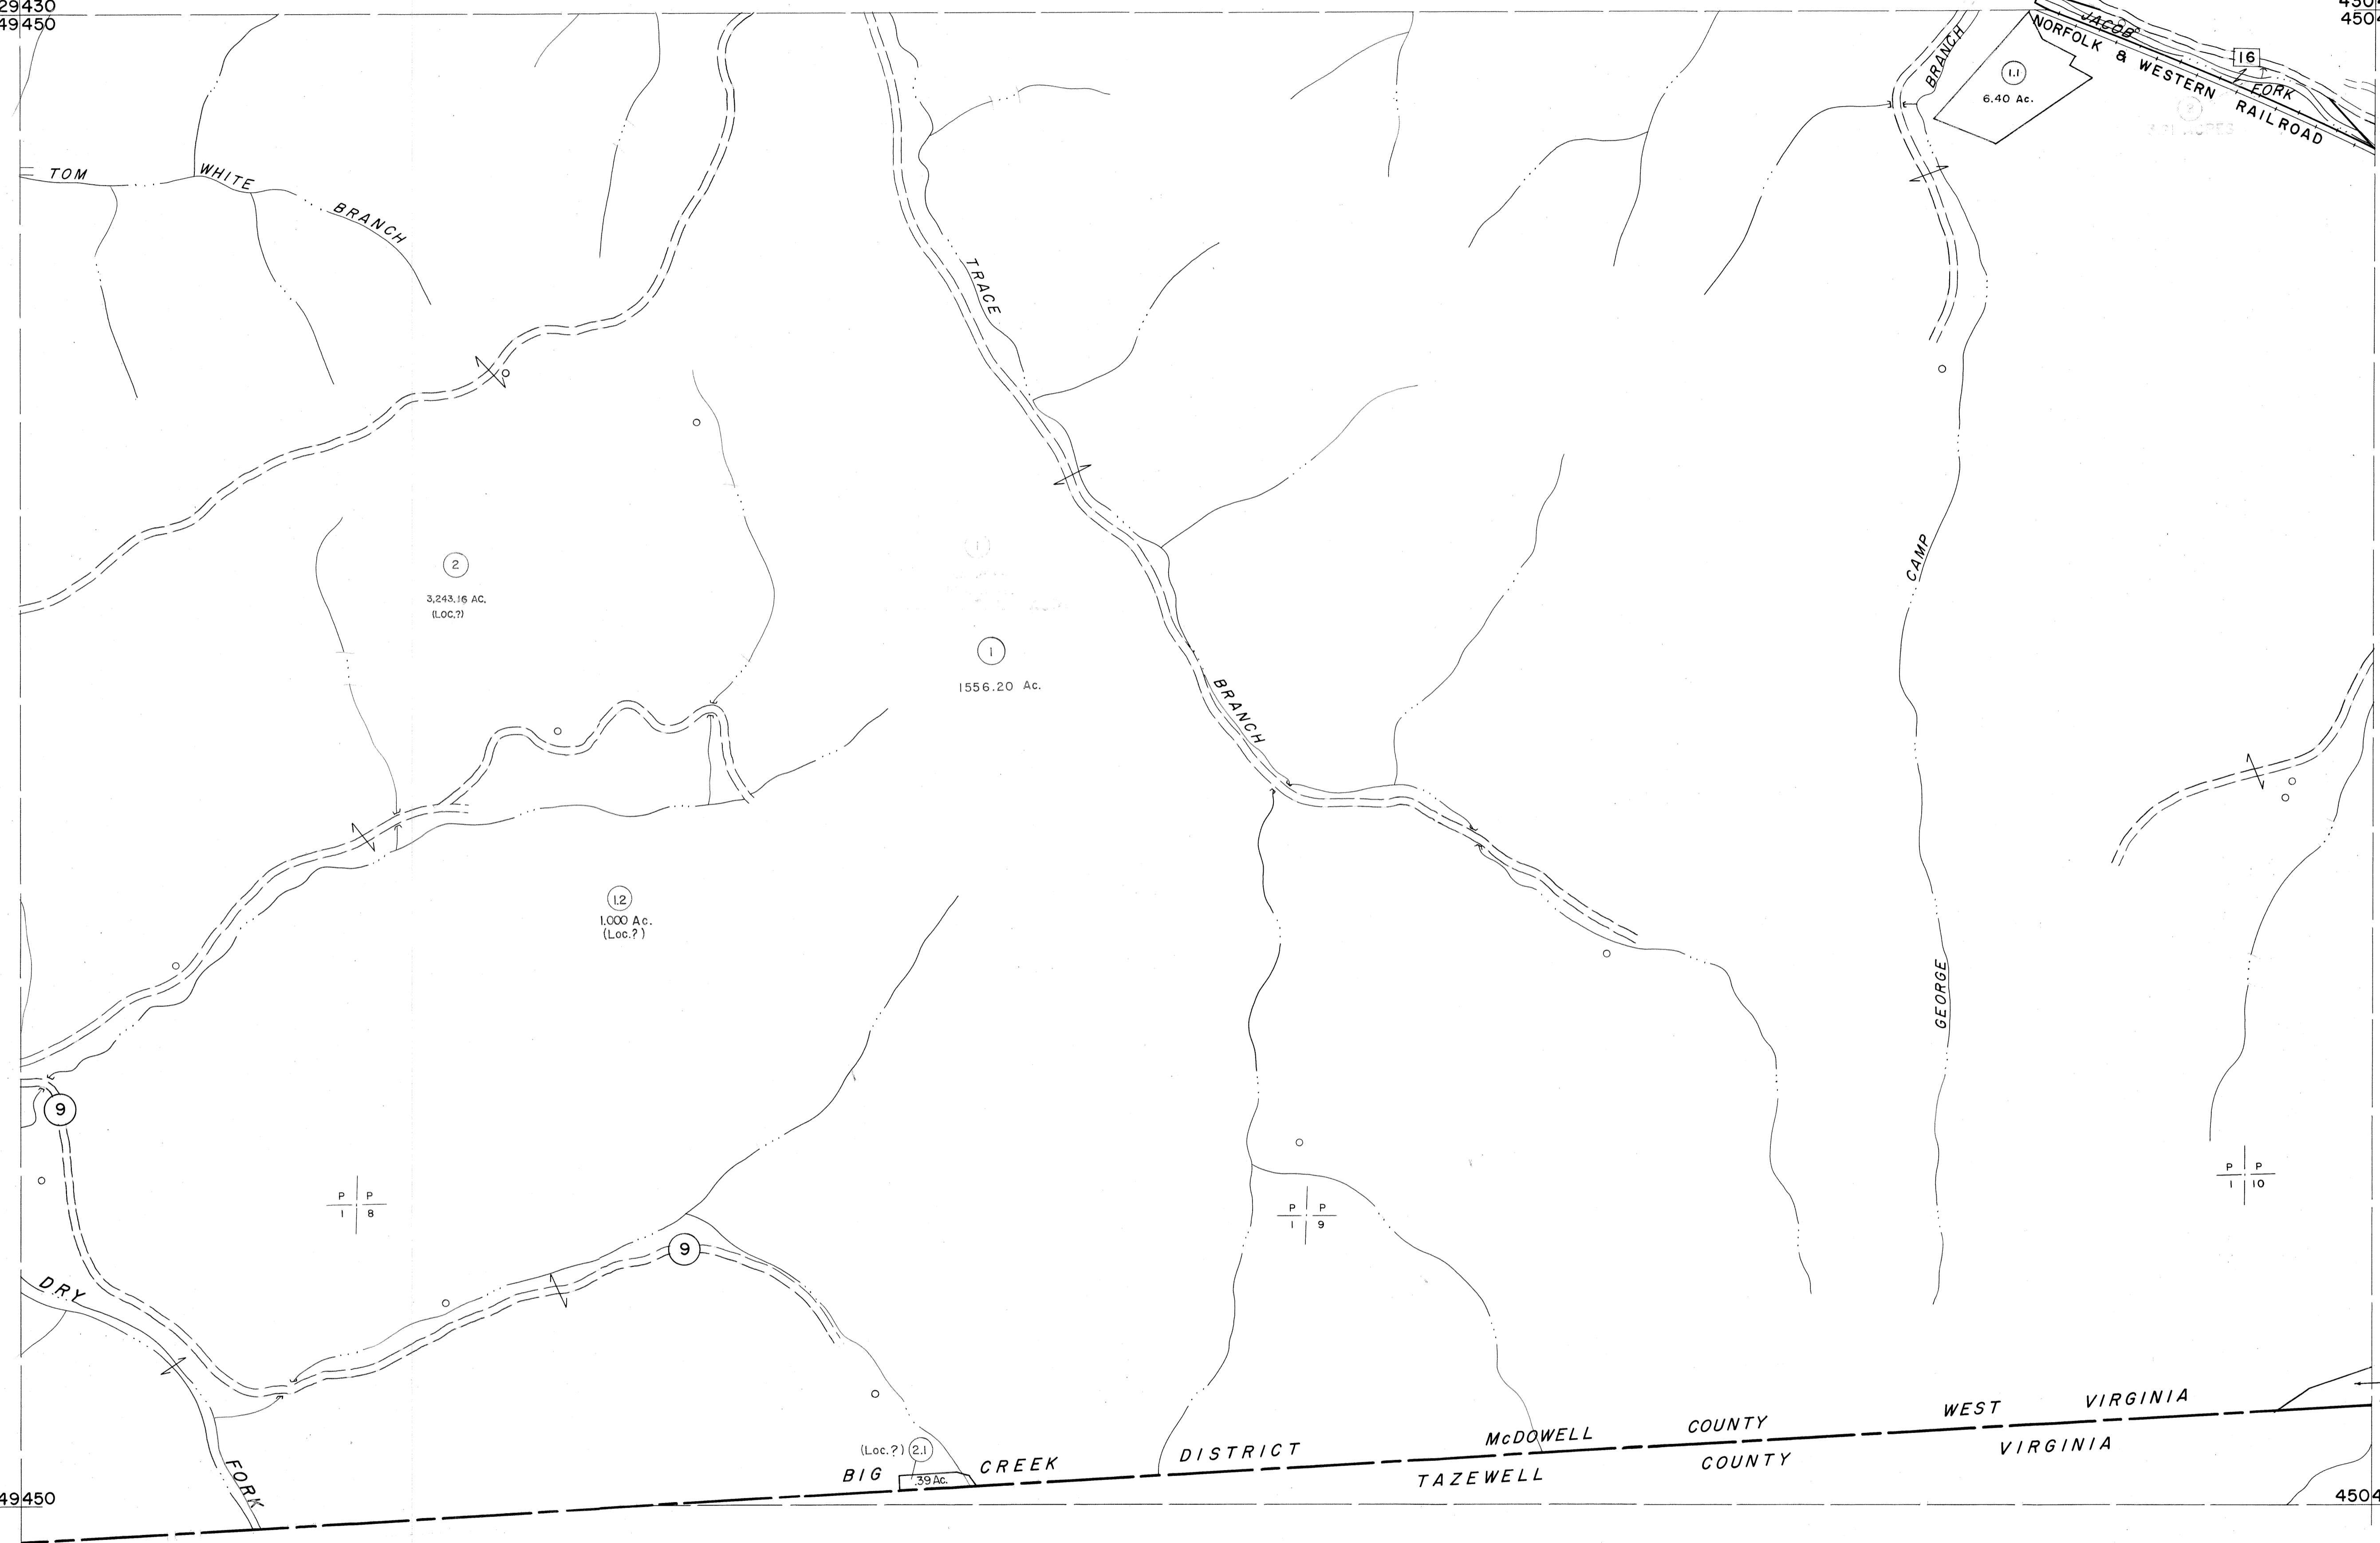 29430
49450
430
450
JACOB
FORK
16
NORFOLK & WESTERN RAILROAD
BRANCH
1.1
6.40 Ac.
TOM WHITE BRANCH
TRACE
2
3,243.16 AC.
(LOC.?)
1
1556.20 Ac.
CAMP
BRANCH
1.2
1.000 Ac.
(Loc.?)
GEORGE
9
P P
1 8
P P
1 9
P P
1 10
9
DRY
FORK
(Loc.?) 2.1
.39 Ac.
BIG CREEK DISTRICT McDOWELL COUNTY WEST VIRGINIA
TAZEWELL COUNTY VIRGINIA
49450
4504